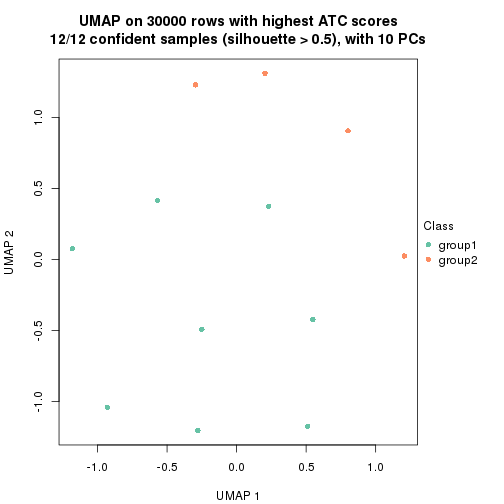 UMAP on 30000 rows with highest ATC scores
12/12 confident samples (silhouette > 0.5), with 10 PCs
1.0
0.5
0.0
-0.5
-1.0
UMAP 2
-1.0 -0.5 0.0 0.5 1.0
UMAP 1
Class
group1
group2